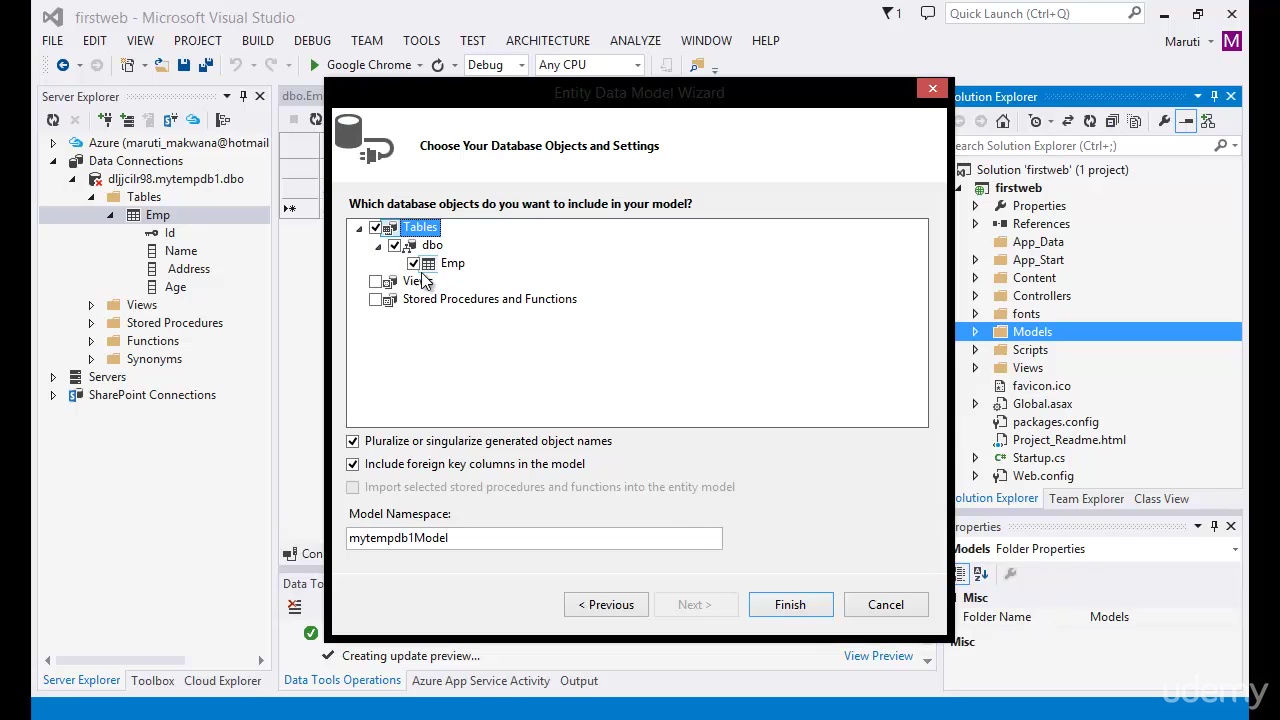 firstweb - Microsoft Visual Studio
1
Quick Launch (Ctrl+Q)
FILE EDIT VIEW PROJECT BUILD DEBUG TEAM TOOLS TEST ARCHITECTURE ANALYZE WINDOW HELP
Maruti M
Google Chrome Debug Any CPU
Server Explorer
Azure (maruti_makwana@hotmail
Data Connections
dljjcilr98.mytempdb1.dbo
Tables
Emp
Id
Name
Address
Age
Views
Stored Procedures
Functions
Synonyms
Servers
SharePoint Connections
Server Explorer Toolbox Cloud Explorer
dbo.Em
Entity Data Model Wizard
Choose Your Database Objects and Settings
Which database objects do you want to include in your model?
Tables
dbo
Emp
Views
Stored Procedures and Functions
Pluralize or singularize generated object names
Include foreign key columns in the model
Import selected stored procedures and functions into the entity model
Model Namespace:
mytempdb1Model
< Previous Next > Finish Cancel
Con
Data To
Creating update preview... View Preview
Data Tools Operations Azure App Service Activity Output
olution Explorer
earch Solution Explorer (Ctrl+;)
Solution 'firstweb' (1 project)
firstweb
Properties
References
App_Data
App_Start
Content
Controllers
fonts
Models
Scripts
Views
favicon.ico
Global.asax
packages.config
Project_Readme.html
Startup.cs
Web.config
olution Explorer Team Explorer Class View
roperties
Models Folder Properties
Misc
Folder Name Models
Misc
udemy